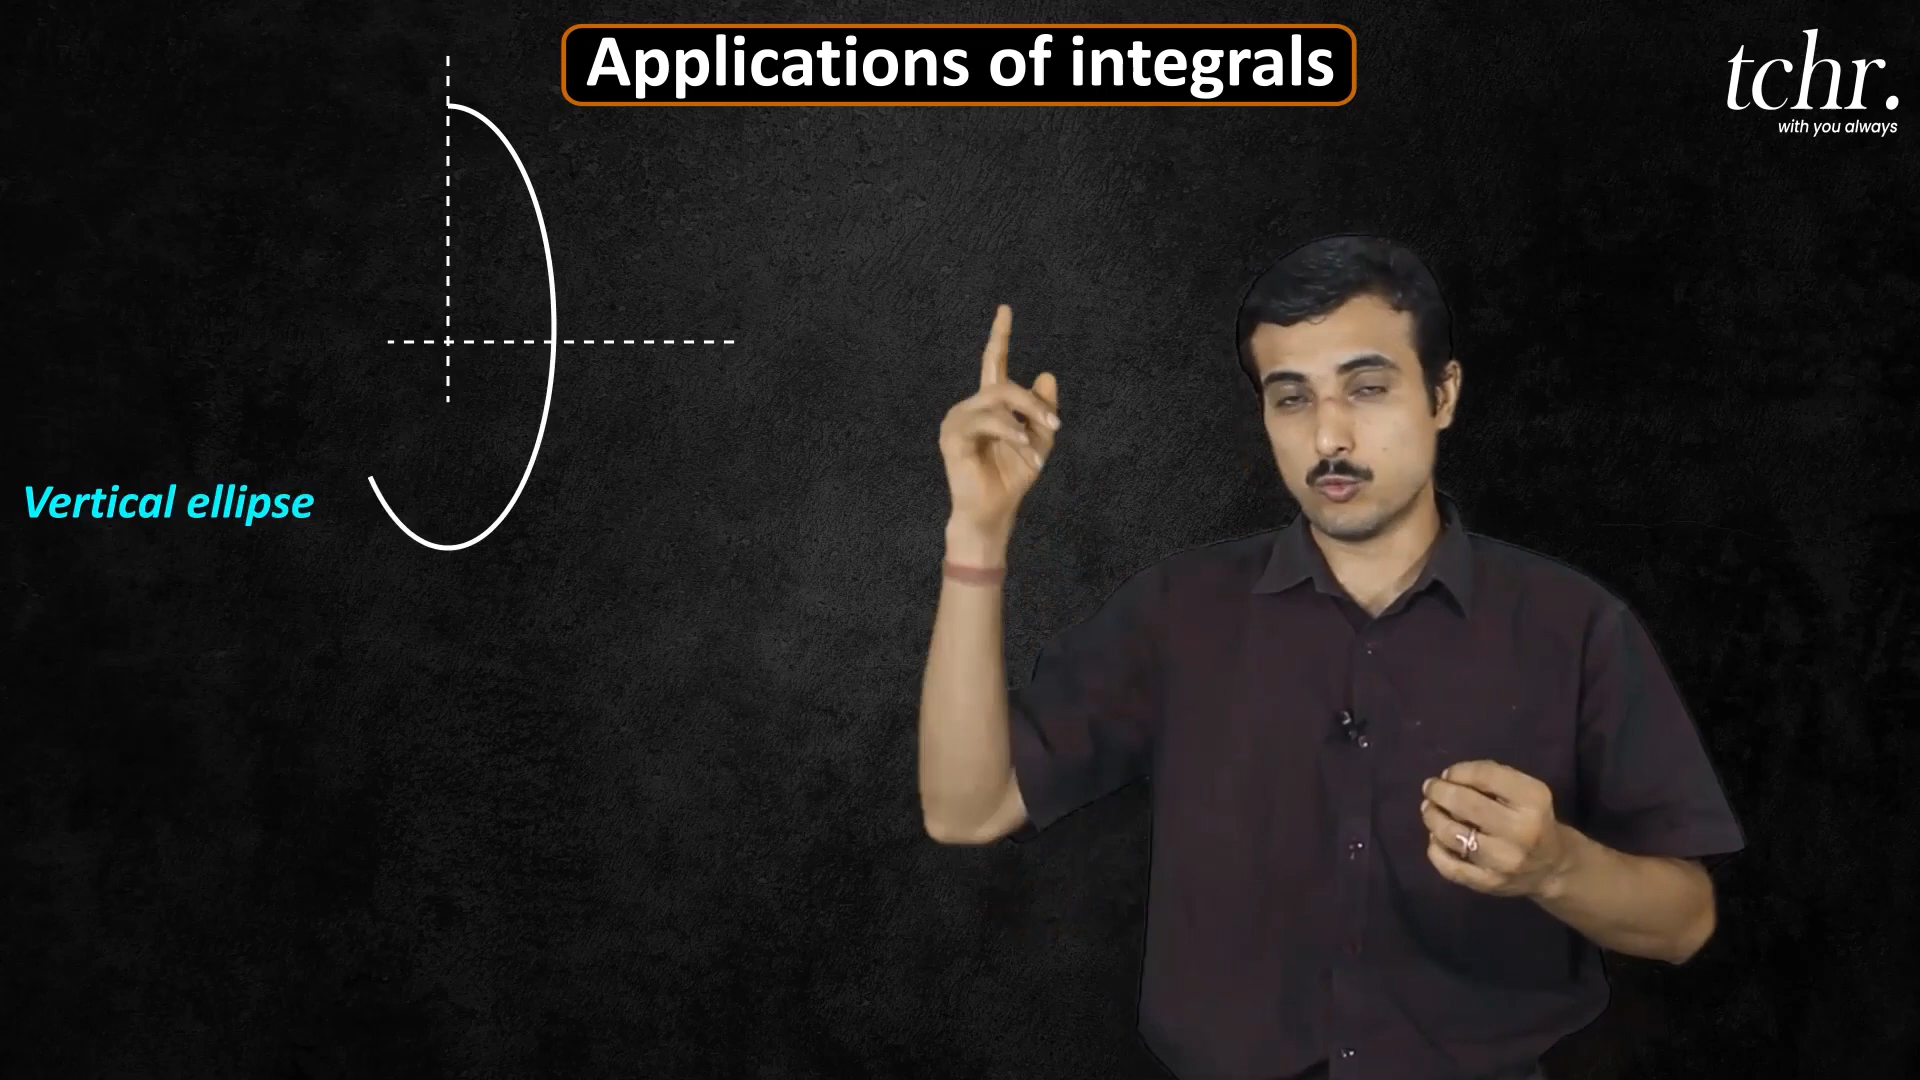 Applications of integrals
tchr.
with you always
Vertical ellipse